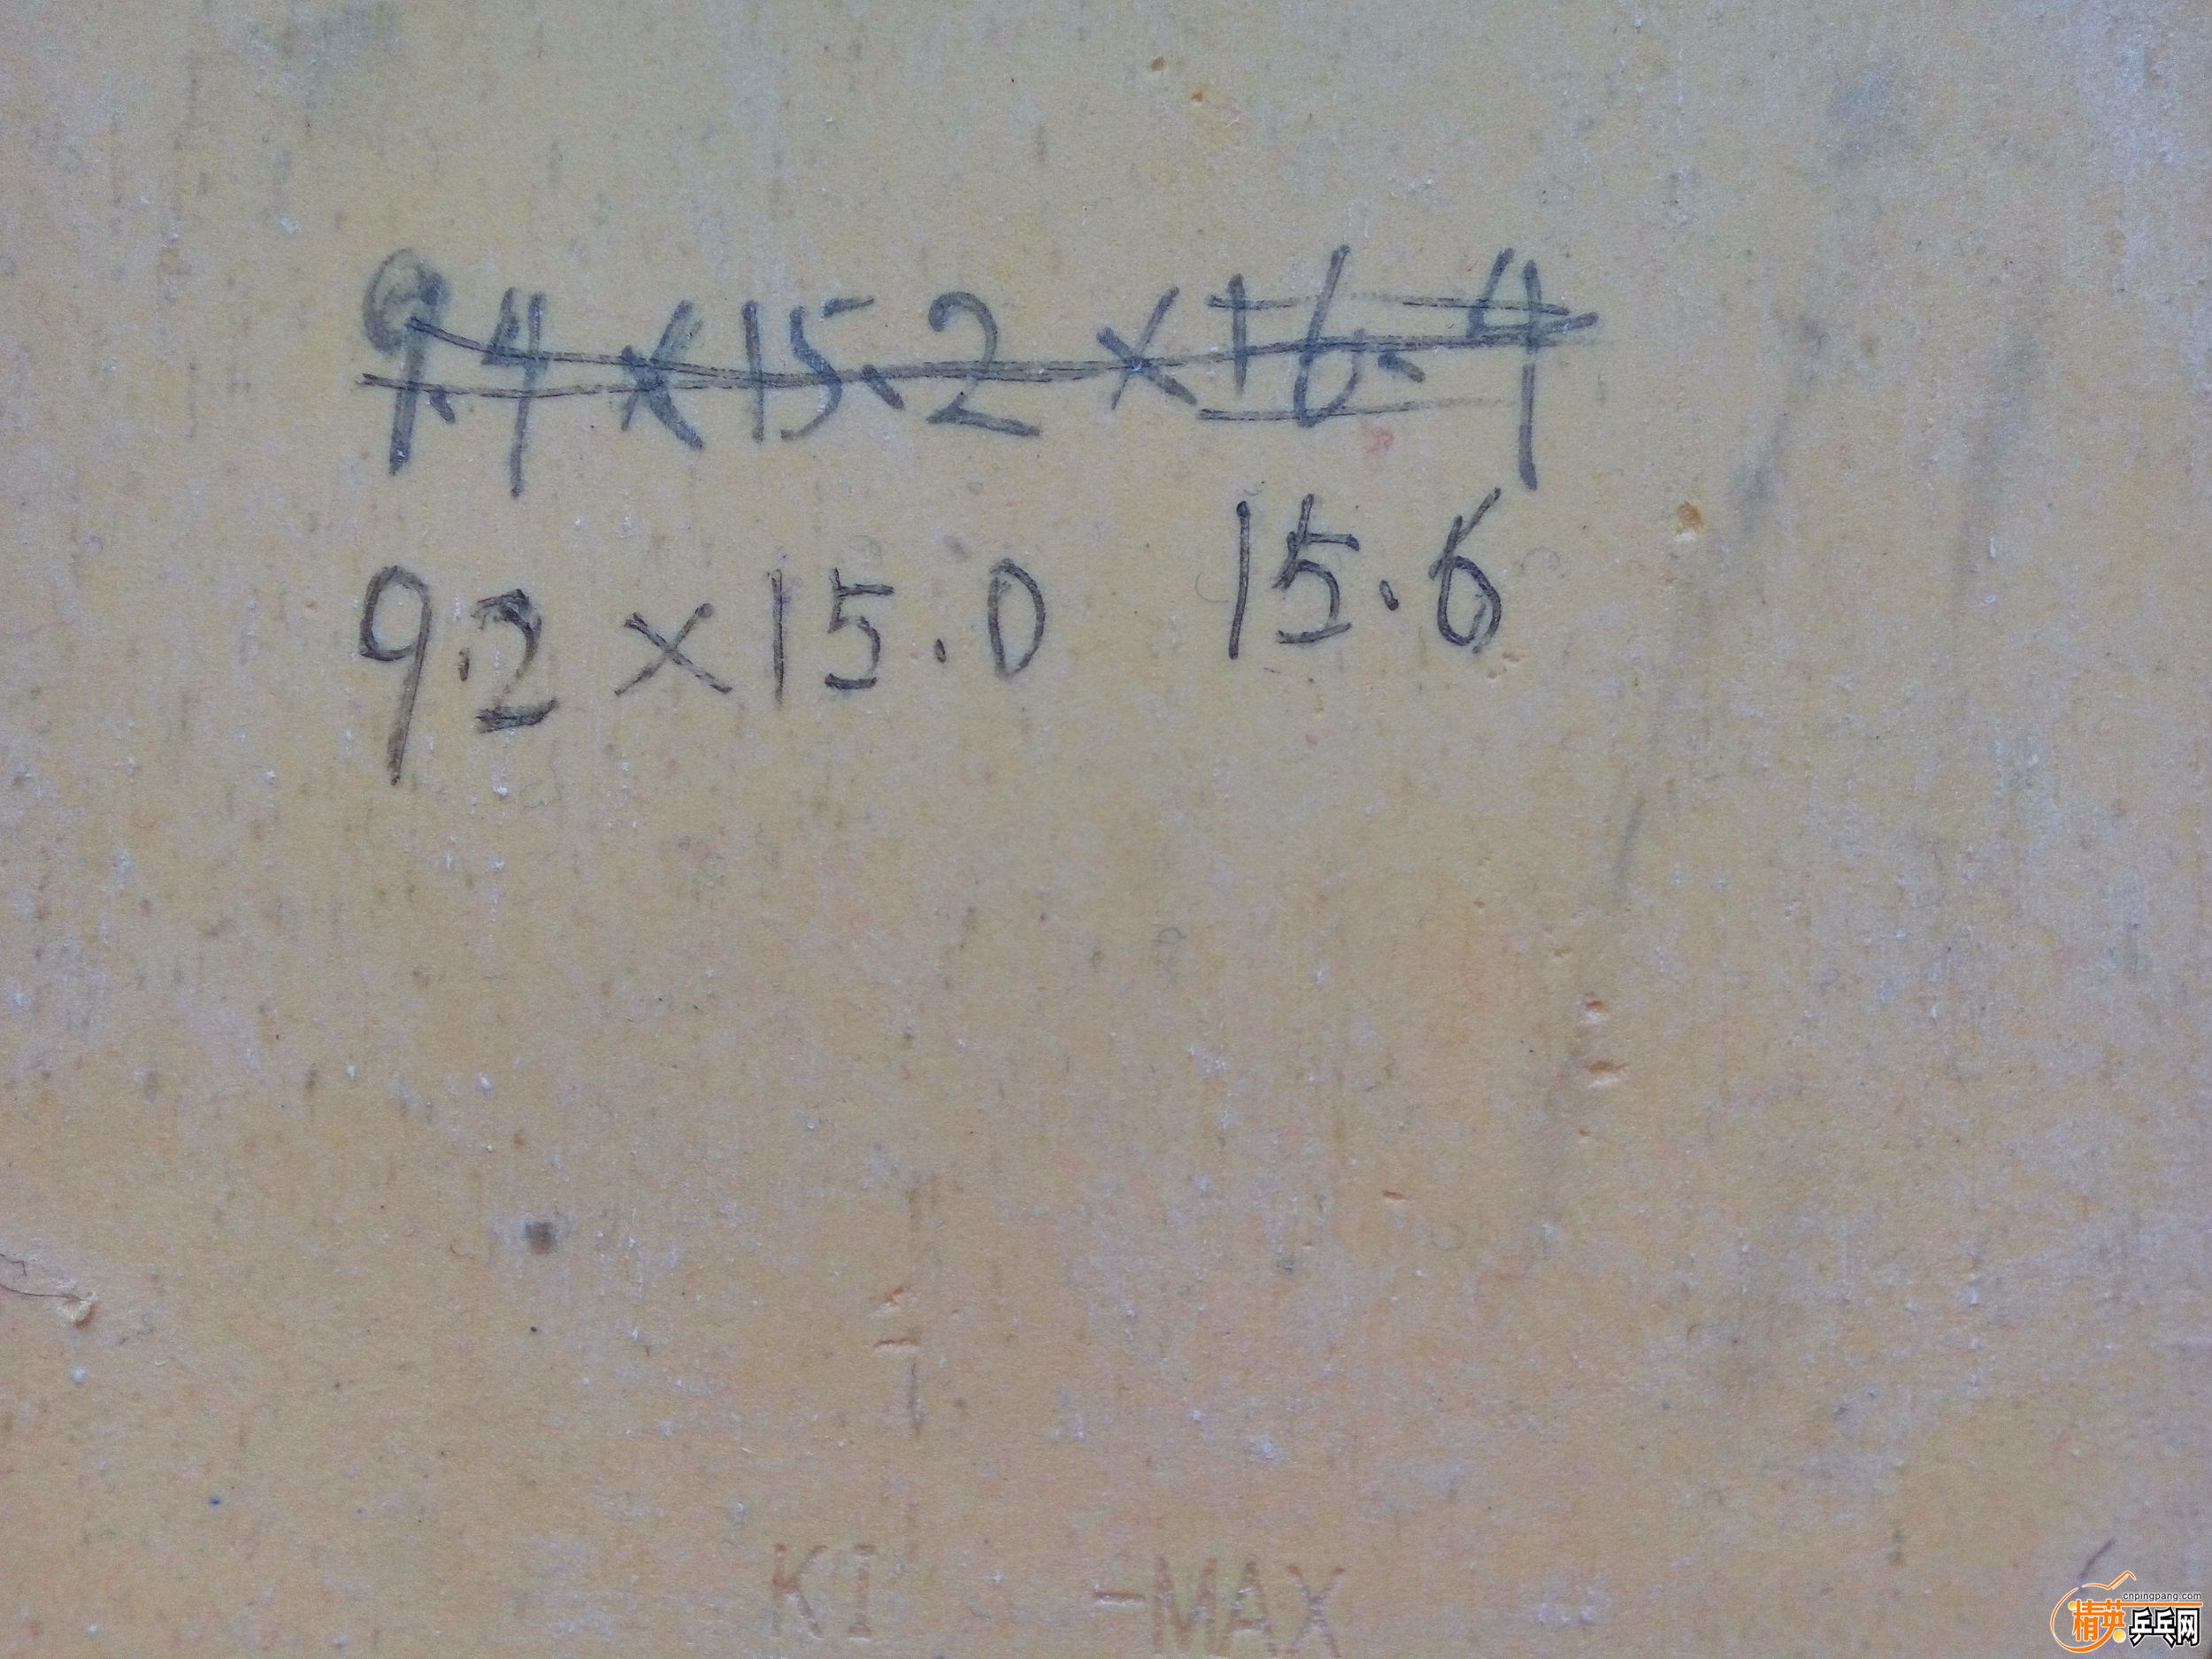 9.4×15.2×16.4
15.6
9.2×15.0
KI -MAX
cnpingpang.com
精英乒乓网